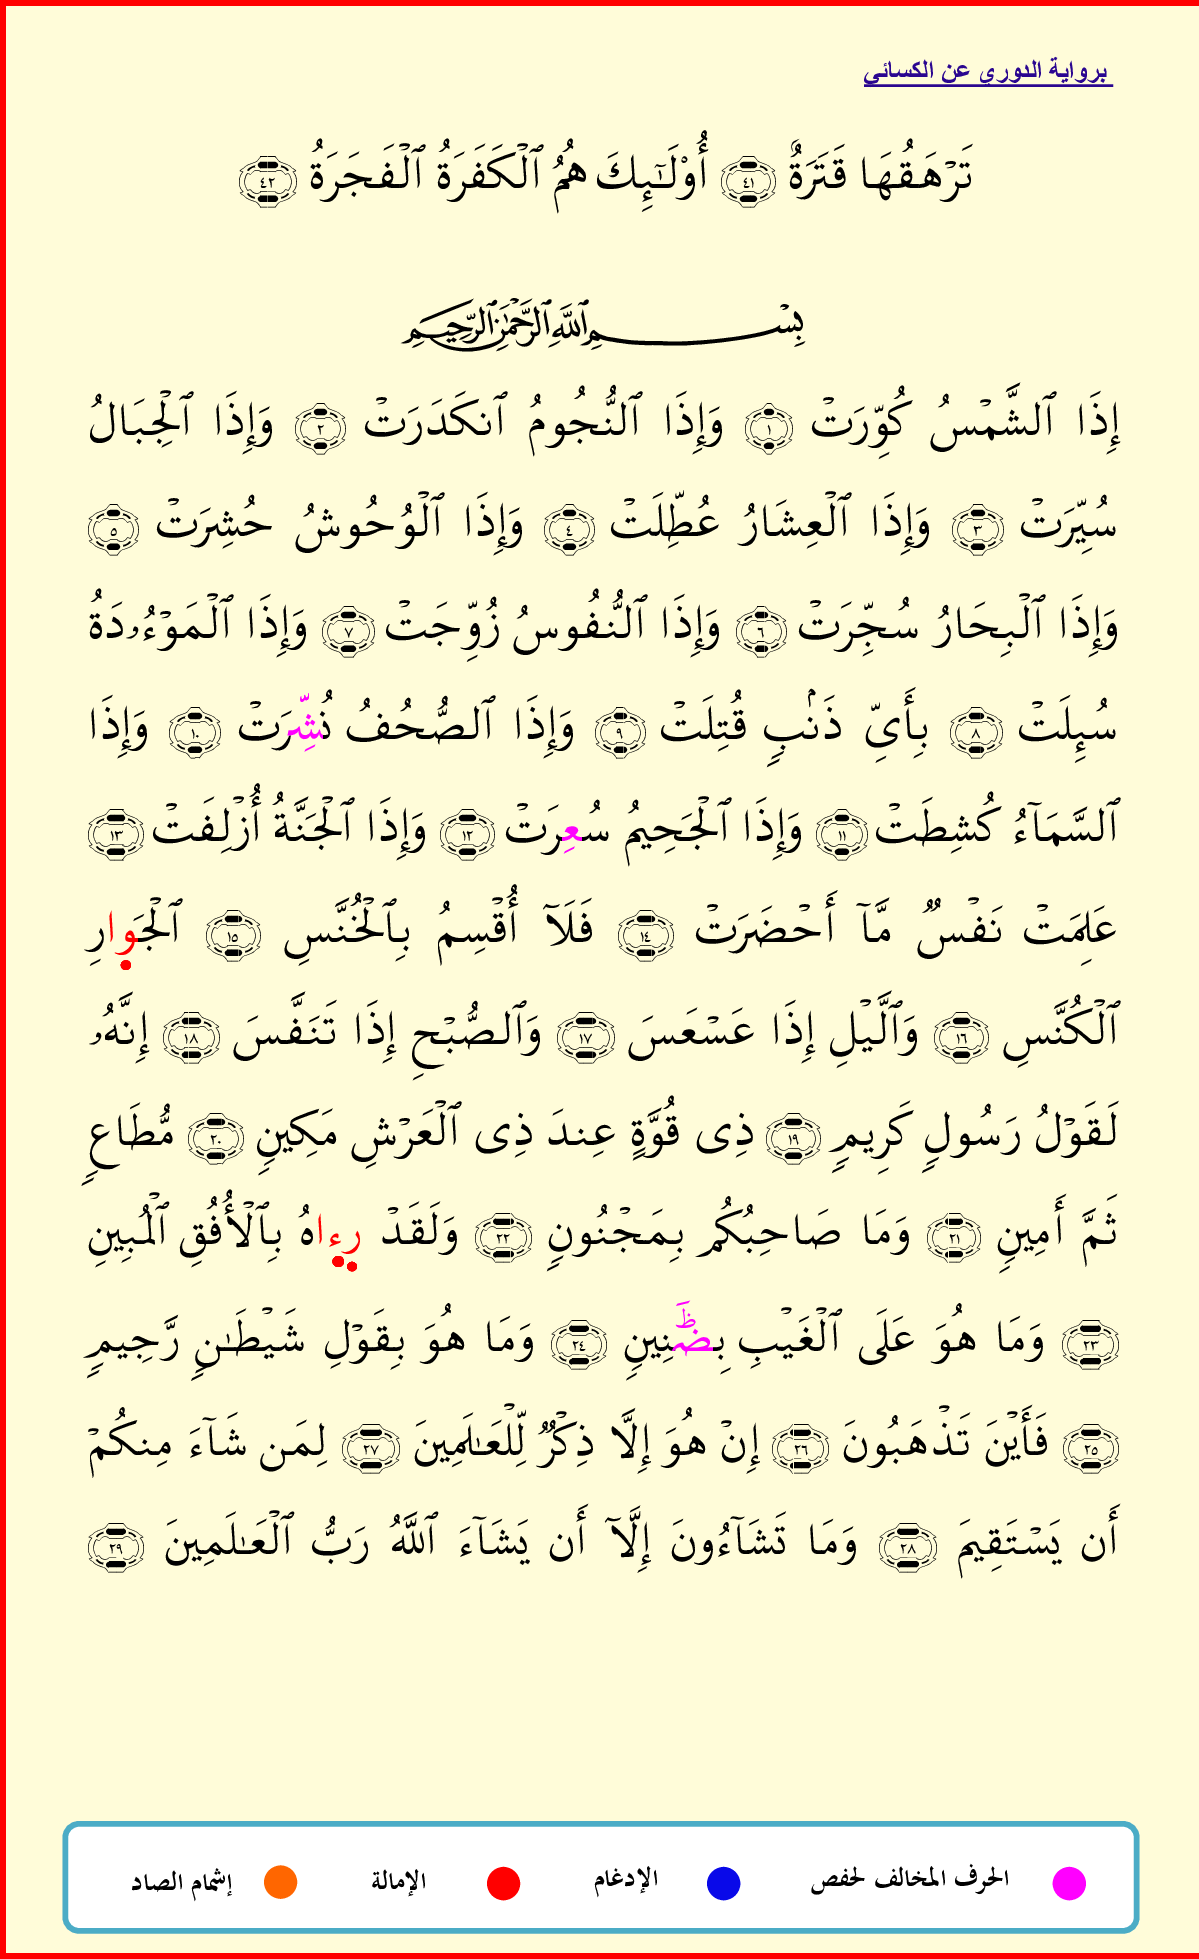 برواية الدوري عن الكسائي
تَرْهَقُهَا قَتَرَةٌ ٤١ أُوْلَٰٓئِكَ هُمُ ٱلْكَفَرَةُ ٱلْفَجَرَةُ ٤٢
بِسْمِ ٱللَّهِ ٱلرَّحْمَٰنِ ٱلرَّحِيمِ
إِذَا ٱلشَّمْسُ كُوِّرَتْ ١ وَإِذَا ٱلنُّجُومُ ٱنكَدَرَتْ ٢ وَإِذَا ٱلْجِبَالُ
سُيِّرَتْ ٣ وَإِذَا ٱلْعِشَارُ عُطِّلَتْ ٤ وَإِذَا ٱلْوُحُوشُ حُشِرَتْ ٥
وَإِذَا ٱلْبِحَارُ سُجِّرَتْ ٦ وَإِذَا ٱلنُّفُوسُ زُوِّجَتْ ٧ وَإِذَا ٱلْمَوْءُۥدَةُ
سُئِلَتْ ٨ بِأَىِّ ذَنۢبٍ قُتِلَتْ ٩ وَإِذَا ٱلصُّحُفُ نُشِّرَتْ ١٠ وَإِذَا
ٱلسَّمَآءُ كُشِطَتْ ١١ وَإِذَا ٱلْجَحِيمُ سُعِرَتْ ١٢ وَإِذَا ٱلْجَنَّةُ أُزْلِفَتْ ١٣
عَلِمَتْ نَفْسٌ مَّآ أَحْضَرَتْ ١٤ فَلَآ أُقْسِمُ بِٱلْخُنَّسِ ١٥ ٱلْجَوَارِ
ٱلْكُنَّسِ ١٦ وَٱلَّيْلِ إِذَا عَسْعَسَ ١٧ وَٱلصُّبْحِ إِذَا تَنَفَّسَ ١٨ إِنَّهُۥ
لَقَوْلُ رَسُولٍ كَرِيمٍ ١٩ ذِى قُوَّةٍ عِندَ ذِى ٱلْعَرْشِ مَكِينٍ ٢٠ مُّطَاعٍ
ثَمَّ أَمِينٍ ٢١ وَمَا صَاحِبُكُم بِمَجْنُونٍ ٢٢ وَلَقَدْ رِءَاهُ بِٱلْأُفُقِ ٱلْمُبِينِ
٢٣ وَمَا هُوَ عَلَى ٱلْغَيْبِ بِضَنِينٍ ٢٤ وَمَا هُوَ بِقَوْلِ شَيْطَٰنٍ رَّجِيمٍ
٢٥ فَأَيْنَ تَذْهَبُونَ ٢٦ إِنْ هُوَ إِلَّا ذِكْرٌ لِّلْعَٰلَمِينَ ٢٧ لِمَن شَآءَ مِنكُمْ
أَن يَسْتَقِيمَ ٢٨ وَمَا تَشَآءُونَ إِلَّآ أَن يَشَآءَ ٱللَّهُ رَبُّ ٱلْعَٰلَمِينَ ٢٩
الحرف المخالف لحفص الإدغام الإمالة إشمام الصاد